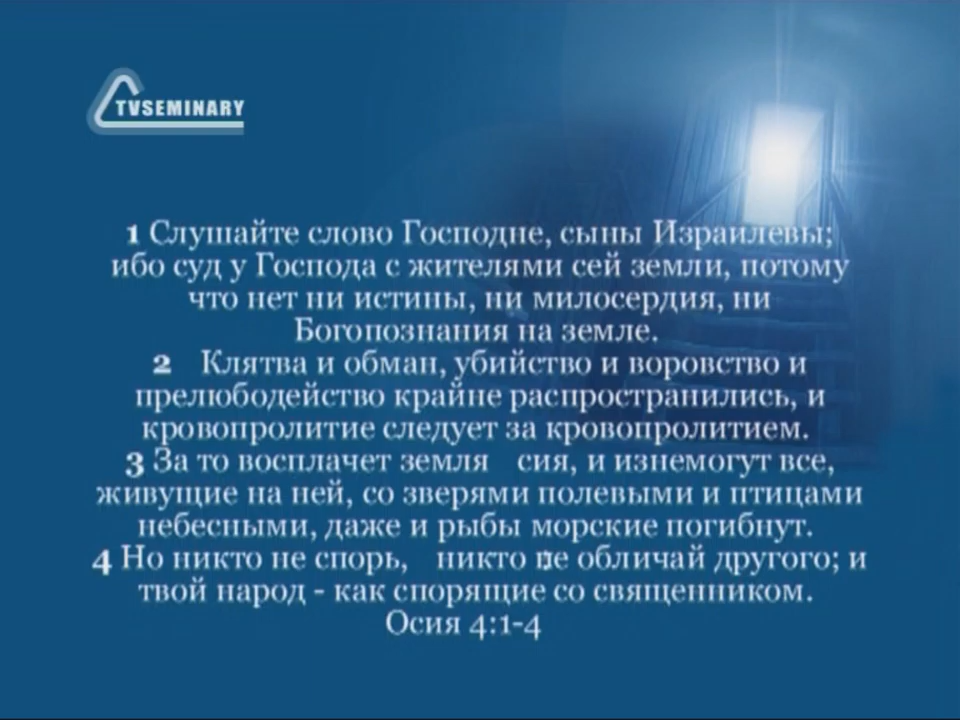 TVSEMINARY
1 Слушайте слово Господне, сыны Израилевы;
ибо суд у Господа с жителями сей земли, потому
что нет ни истины, ни милосердия, ни
Богопознания на земле.
2 Клятва и обман, убийство и воровство и
прелюбодейство крайне распространились, и
кровопролитие следует за кровопролитием.
3 За то восплачет земля сия, и изнемогут все,
живущие на ней, со зверями полевыми и птицами
небесными, даже и рыбы морские погибнут.
4 Но никто не спорь, никто не обличай другого; и
твой народ - как спорящие со священником.
Осия 4:1-4